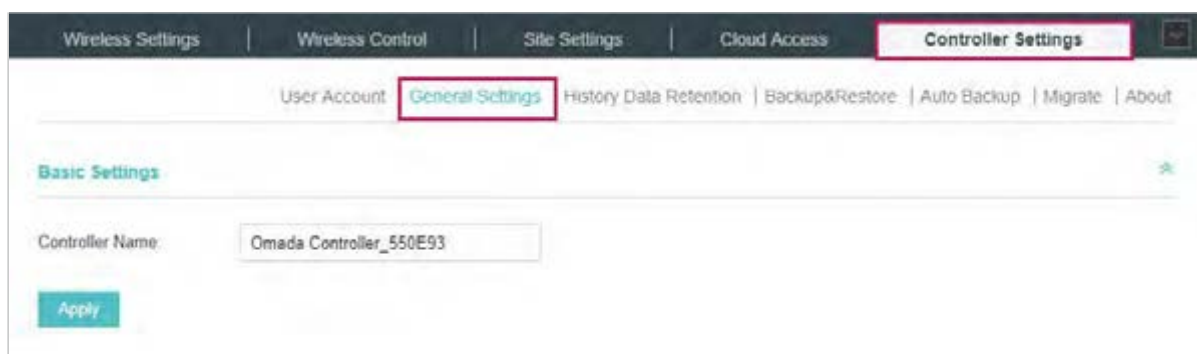 Wireless Settings | Wireless Control | Site Settings | Cloud Access Controller Settings
User Account General Settings History Data Retention | Backup&Restore | Auto Backup | Migrate | About
Basic Settings
Controller Name: Omada Controller_550E93
Apply